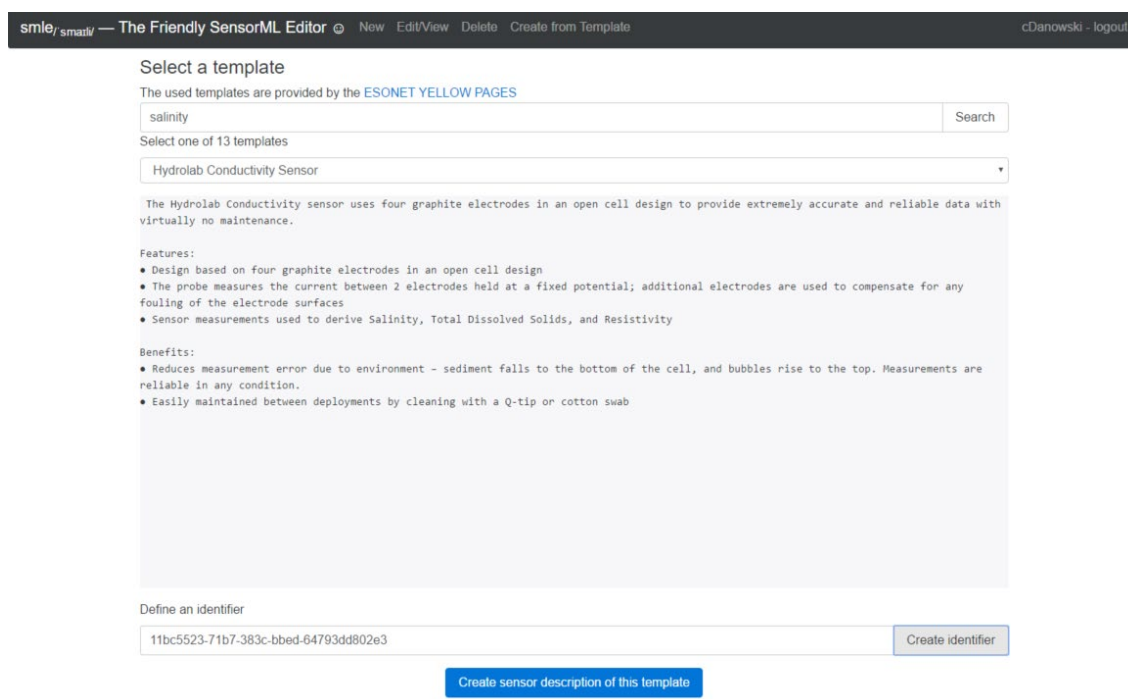 smle/ˈsmaɪli/ — The Friendly SensorML Editor ☺ New Edit/View Delete Create from Template cDanowski - logout
Select a template
The used templates are provided by the ESONET YELLOW PAGES
salinity Search
Select one of 13 templates
Hydrolab Conductivity Sensor
The Hydrolab Conductivity sensor uses four graphite electrodes in an open cell design to provide extremely accurate and reliable data with
virtually no maintenance.
Features:
● Design based on four graphite electrodes in an open cell design
● The probe measures the current between 2 electrodes held at a fixed potential; additional electrodes are used to compensate for any
fouling of the electrode surfaces
● Sensor measurements used to derive Salinity, Total Dissolved Solids, and Resistivity
Benefits:
● Reduces measurement error due to environment – sediment falls to the bottom of the cell, and bubbles rise to the top. Measurements are
reliable in any condition.
● Easily maintained between deployments by cleaning with a Q-tip or cotton swab
Define an identifier
11bc5523-71b7-383c-bbed-64793dd802e3 Create identifier
Create sensor description of this template